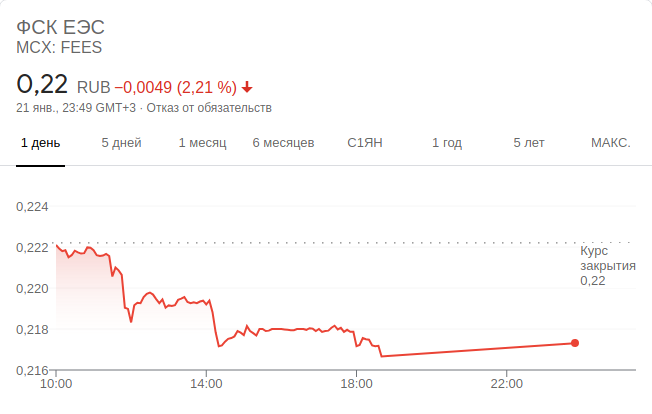 ФСК ЕЭС
MCX: FEES
0,22 RUB −0,0049 (2,21 %)
21 янв., 23:49 GMT+3 · Отказ от обязательств
1 день 5 дней 1 месяц 6 месяцев С1ЯН 1 год 5 лет МАКС.
0,224
0,222
Курс
закрытия
0,22
0,220
0,218
0,216
10:00 14:00 18:00 22:00